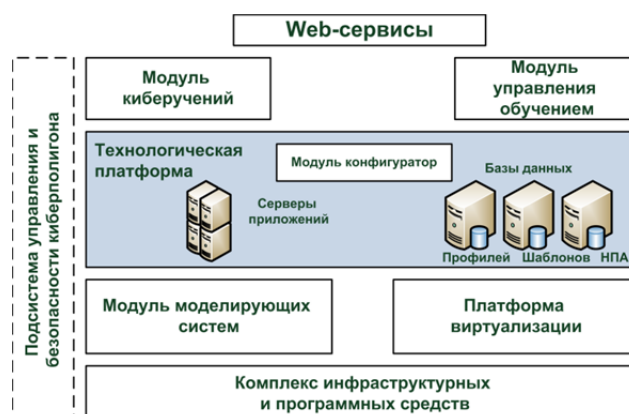 Web-сервисы
Подсистема управления и
безопасности киберполигона
Модуль
киберучений
Модуль
управления
обучением
Технологическая
платформа
Модуль конфигуратор
Серверы
приложений
Базы данных
Профилей
Шаблонов
НПА
Модуль моделирующих
систем
Платформа
виртуализации
Комплекс инфраструктурных
и программных средств